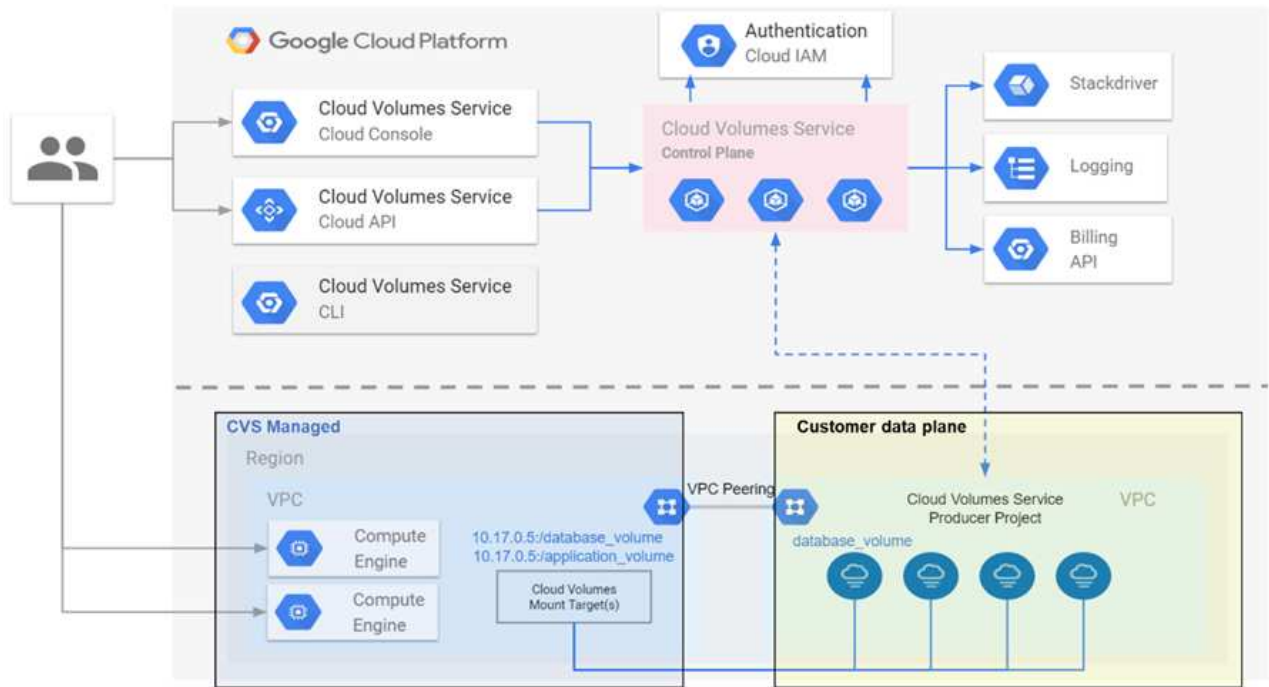 Google Cloud Platform
Authentication
Cloud IAM
Cloud Volumes Service
Cloud Console
Cloud Volumes Service
Control Plane
Stackdriver
Logging
Cloud Volumes Service
Cloud API
Billing
API
Cloud Volumes Service
CLI
CVS Managed
Customer data plane
Region
VPC
VPC Peering
Cloud Volumes Service
Producer Project
VPC
Compute
Engine
10.17.0.5:/database_volume
10.17.0.5:/application_volume
database_volume
Cloud Volumes
Mount Target(s)
Compute
Engine